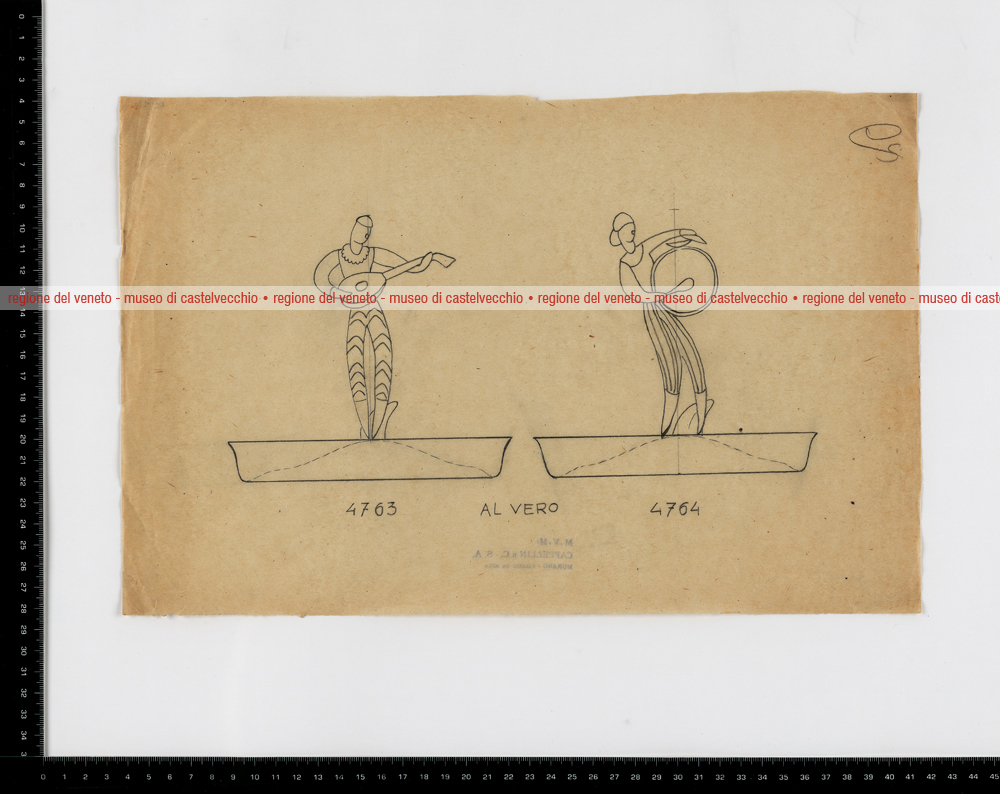 regione del veneto - museo di castelvecchio • regione del veneto - museo di castelvecchio • regione del veneto - museo di castelvecchio • regione del veneto - museo di cast
4763 AL VERO 4764
M.V.M.
CAPPELLIN & C. - S. A.
0 1 2 3 4 5 6 7 8 9 10 11 12 13 14 15 16 17 18 19 20 21 22 23 24 25 26 27 28 29 30 31 32 33 34 3
0 1 2 3 4 5 6 7 8 9 10 11 12 13 14 15 16 17 18 19 20 21 22 23 24 25 26 27 28 29 30 31 32 33 34 35 36 37 38 39 40 41 42 43 44 45